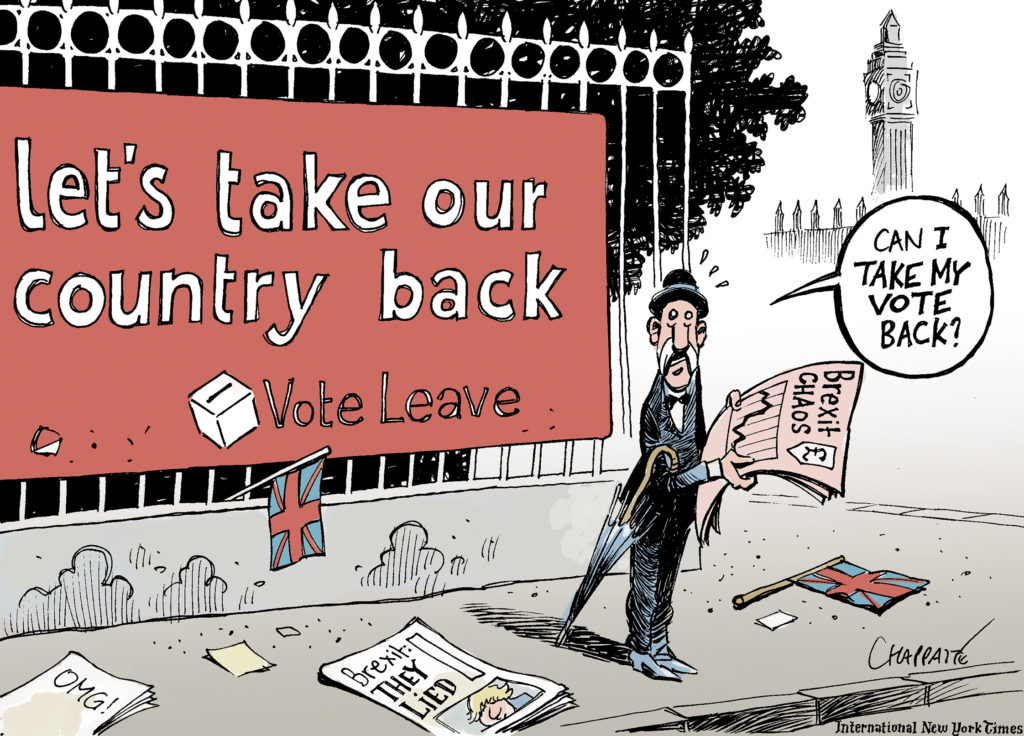 let's take our
country back
Vote Leave
CAN I
TAKE MY
VOTE
BACK?
Brexit
CHAOS
£
OMG!
Brexit:
THEY
LIED
CHAPPATTE
International New York Times